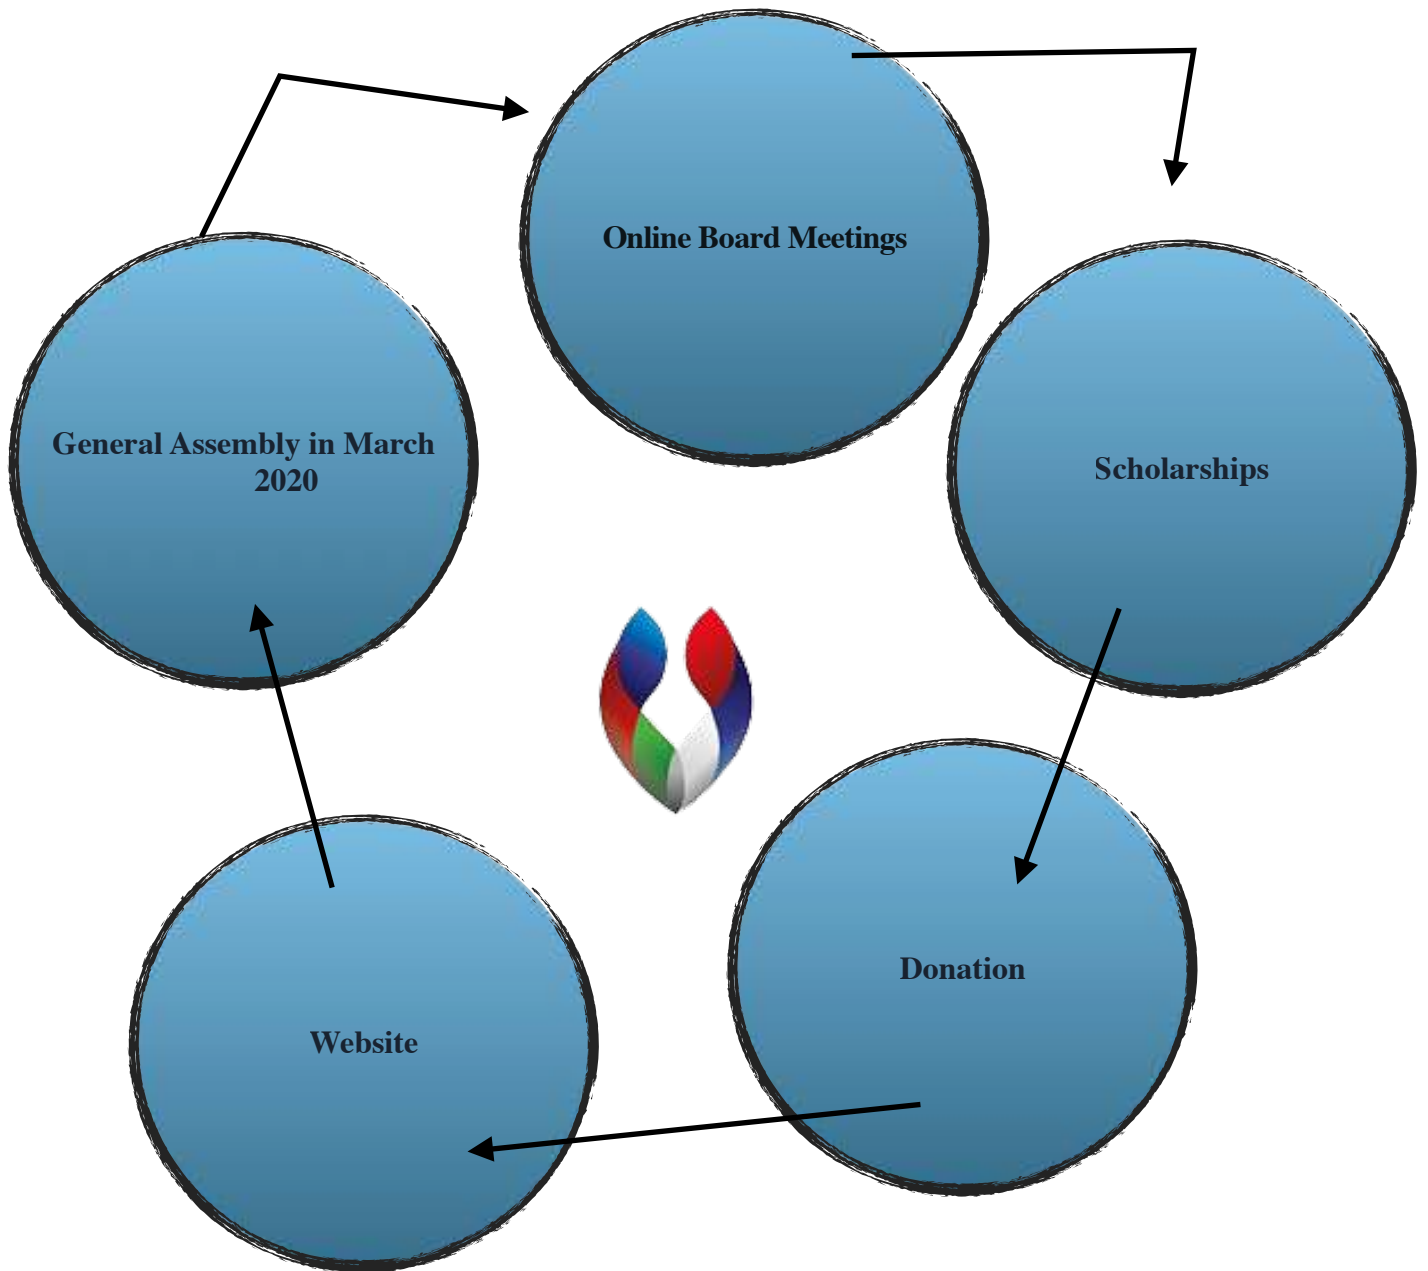 Online Board Meetings
General Assembly in March
2020
Scholarships
Donation
Website